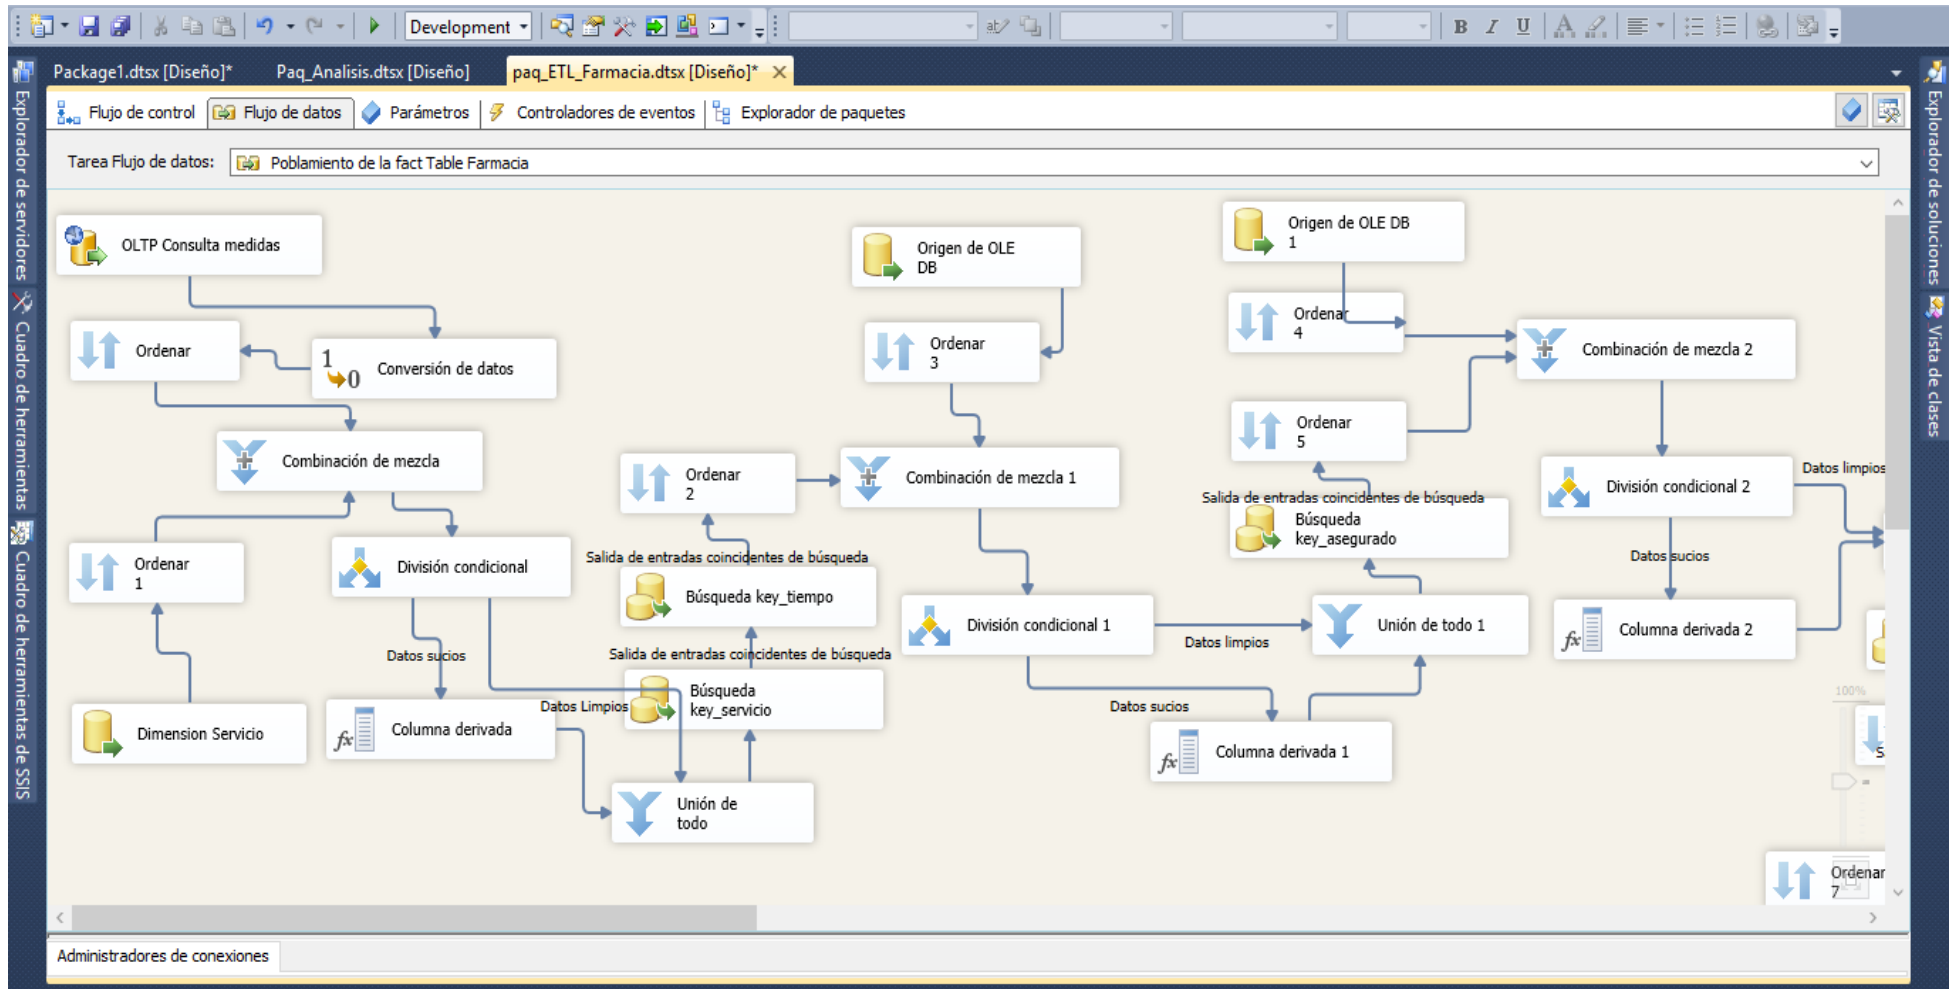 Development
ab
B I U A
Package1.dtsx [Diseño]*
Paq_Analisis.dtsx [Diseño]
paq_ETL_Farmacia.dtsx [Diseño]*
Flujo de control
Flujo de datos
Parámetros
Controladores de eventos
Explorador de paquetes
Tarea Flujo de datos:
Poblamiento de la fact Table Farmacia
Explorador de servidores
Cuadro de herramientas
Cuadro de herramientas de SSIS
Explorador de soluciones
Vista de clases
OLTP Consulta medidas
Ordenar
1
0
Conversión de datos
Combinación de mezcla
Ordenar
1
División condicional
Datos sucios
Dimension Servicio
fx
Columna derivada
Datos Limpios
Unión de
todo
Búsqueda
key_servicio
Salida de entradas coincidentes de búsqueda
Búsqueda key_tiempo
Salida de entradas coincidentes de búsqueda
Ordenar
2
Origen de OLE
DB
Ordenar
3
Combinación de mezcla 1
División condicional 1
Datos limpios
Datos sucios
fx
Columna derivada 1
Unión de todo 1
Salida de entradas coincidentes de búsqueda
Búsqueda
key_asegurado
Ordenar
5
Origen de OLE DB
1
Ordenar
4
Combinación de mezcla 2
División condicional 2
Datos limpios
Datos sucios
fx
Columna derivada 2
100%
S
Ordenar
7
Administradores de conexiones